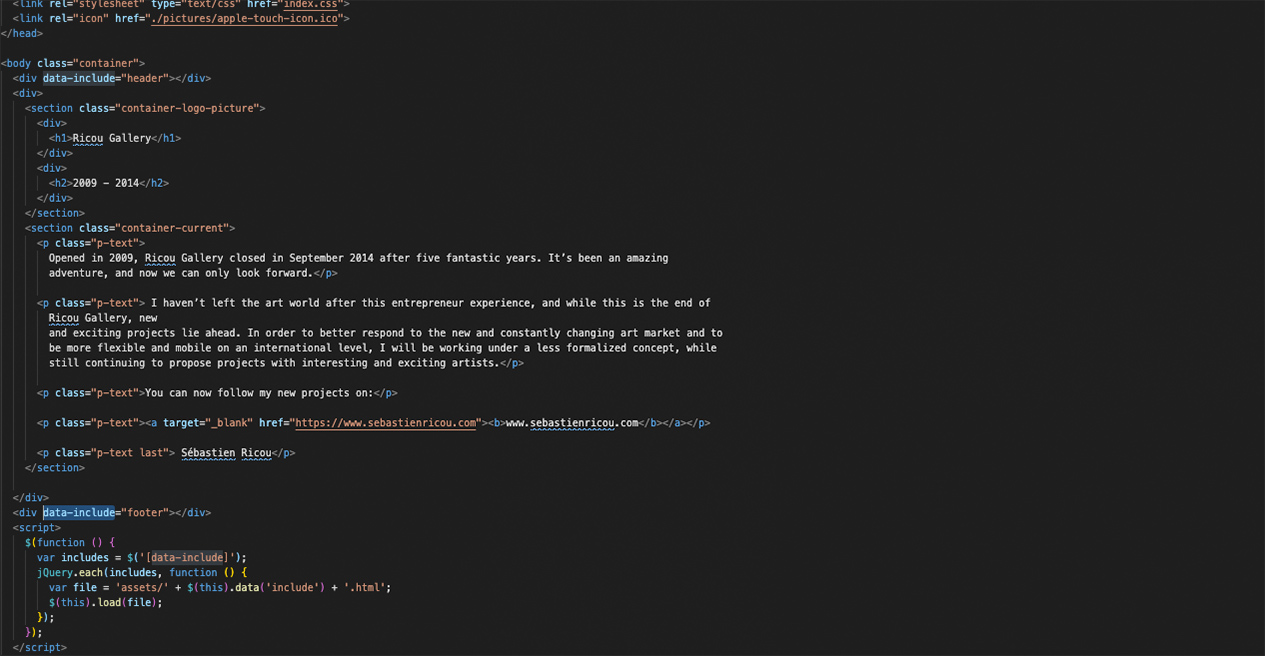 <link rel="stylesheet" type="text/css" href="index.css">
<link rel="icon" href="./pictures/apple-touch-icon.ico">
</head>
<body class="container">
<div data-include="header"></div>
<div>
<section class="container-logo-picture">
<div>
<h1>Ricou Gallery</h1>
</div>
<div>
<h2>2009 – 2014</h2>
</div>
</section>
<section class="container-current">
<p class="p-text">
Opened in 2009, Ricou Gallery closed in September 2014 after five fantastic years. It’s been an amazing
adventure, and now we can only look forward.</p>
<p class="p-text"> I haven’t left the art world after this entrepreneur experience, and while this is the end of
Ricou Gallery, new
and exciting projects lie ahead. In order to better respond to the new and constantly changing art market and to
be more flexible and mobile on an international level, I will be working under a less formalized concept, while
still continuing to propose projects with interesting and exciting artists.</p>
<p class="p-text">You can now follow my new projects on:</p>
<p class="p-text"><a target="_blank" href="https://www.sebastienricou.com"><b>www.sebastienricou.com</b></a></p>
<p class="p-text last"> Sébastien Ricou</p>
</section>
</div>
<div data-include="footer"></div>
<script>
$(function () {
var includes = $('[data-include]');
jQuery.each(includes, function () {
var file = 'assets/' + $(this).data('include') + '.html';
$(this).load(file);
});
});
</script>